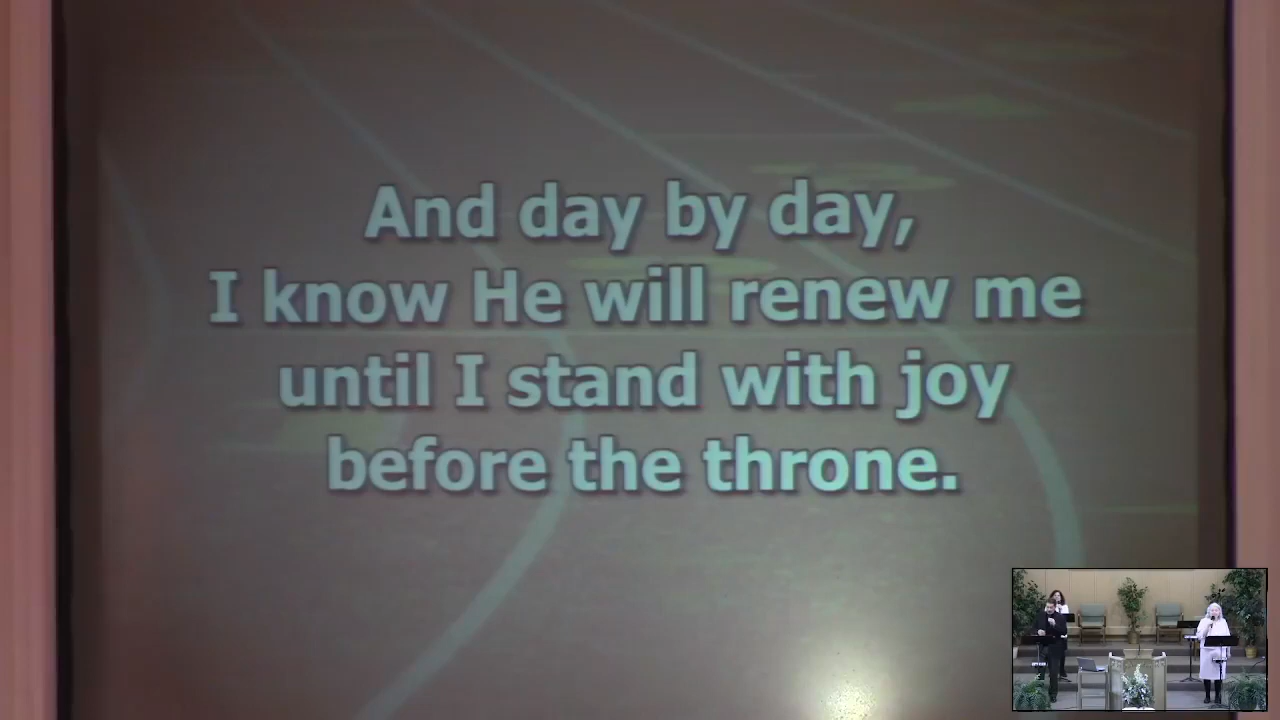 And day by day,
I know He will renew me
until I stand with joy
before the throne.